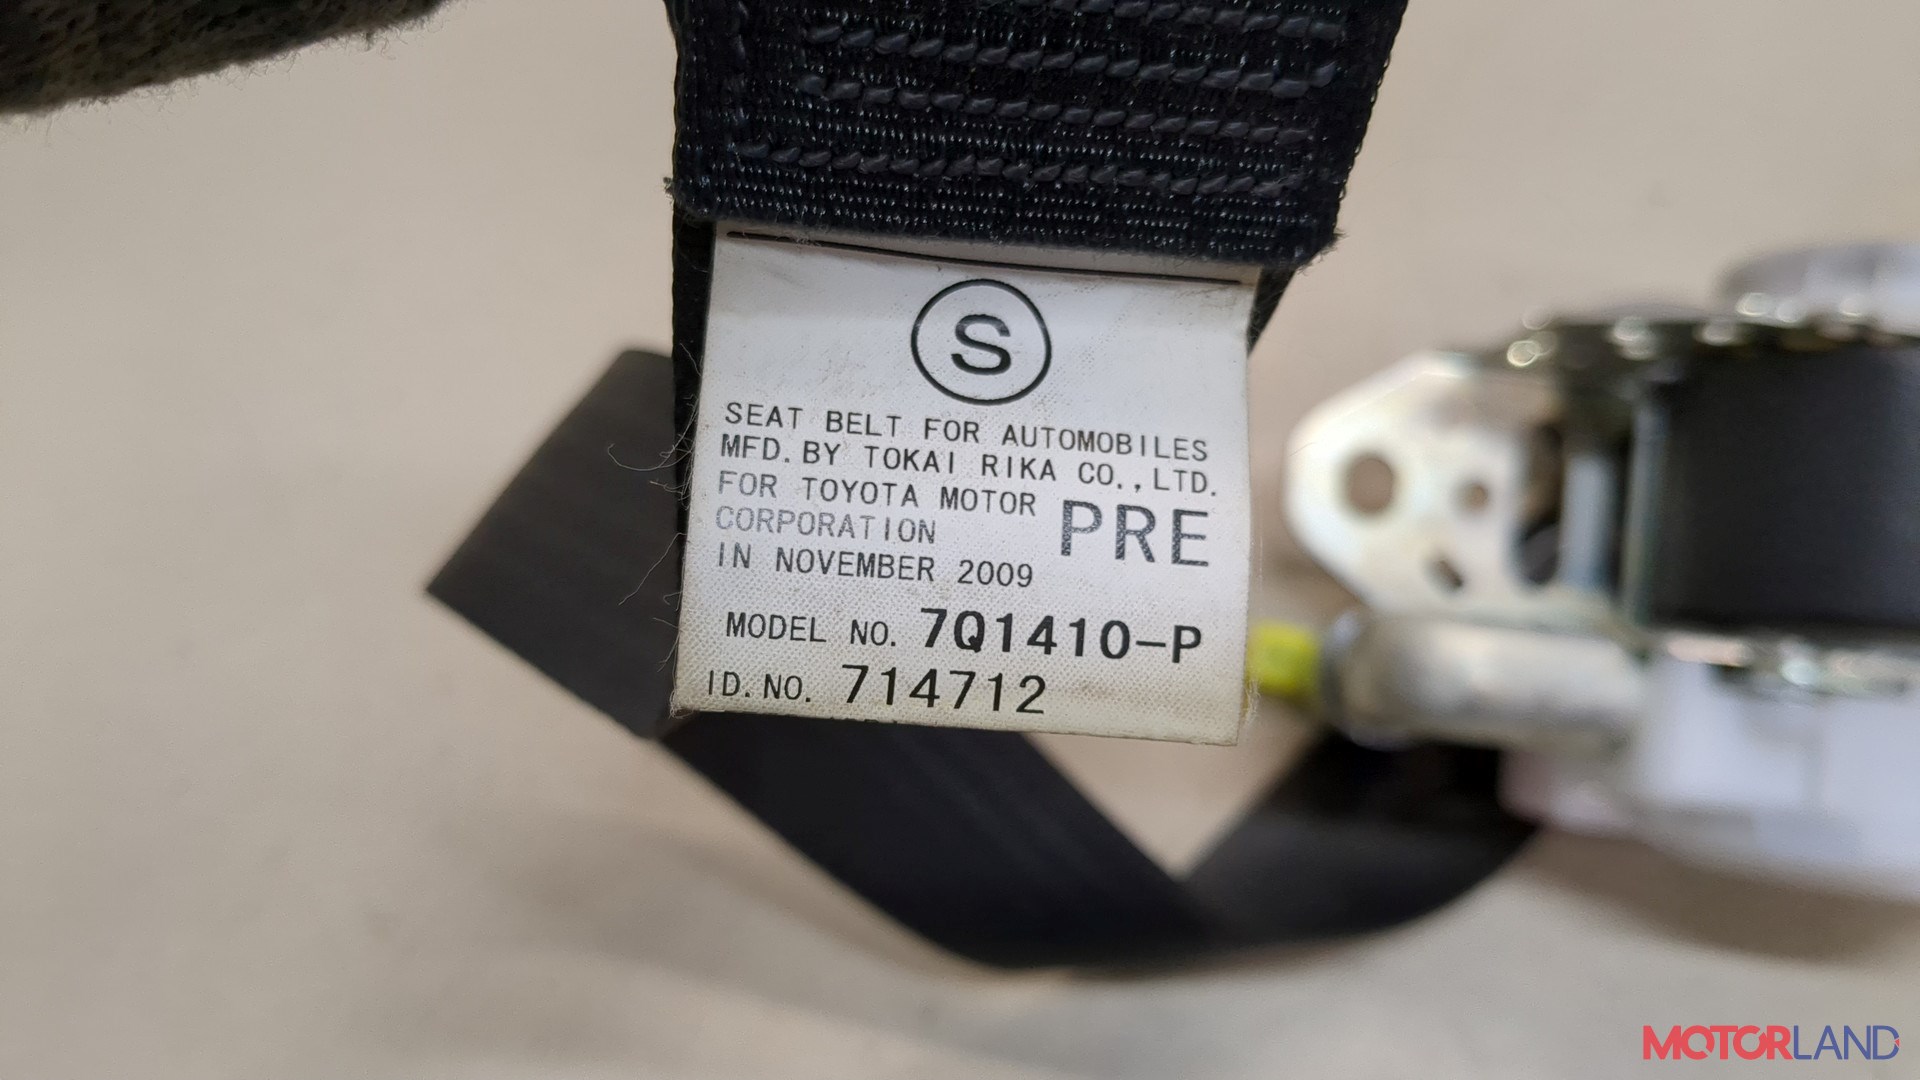 S
SEAT BELT FOR AUTOMOBILES
MFD. BY TOKAI RIKA CO., LTD.
FOR TOYOTA MOTOR
CORPORATION PRE
IN NOVEMBER 2009
MODEL NO. 7Q1410-P
ID. NO. 714712
MOTORLAND